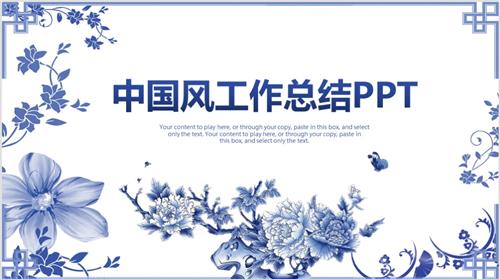 中国风工作总结PPT
Your content to play here, or through your copy, paste in this box, and select
only the text. Your content to play here, or through your copy, paste in
this box, and select only the text.